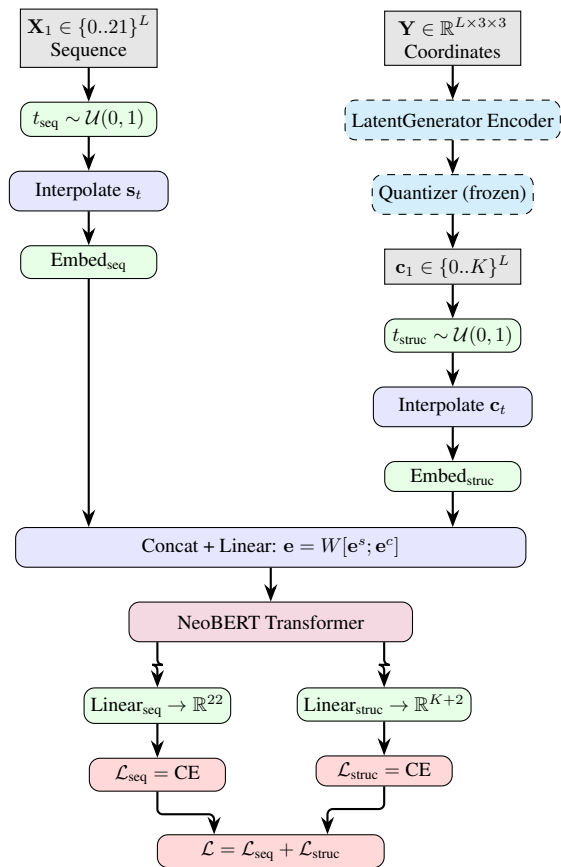 𝐗₁ ∈ {0..21}^L
Sequence
t_seq ∼ 𝒰(0, 1)
Interpolate 𝐬_t
Embed_seq
𝐘 ∈ ℝ^{L×3×3}
Coordinates
LatentGenerator Encoder
Quantizer (frozen)
𝐜₁ ∈ {0..K}^L
t_struc ∼ 𝒰(0, 1)
Interpolate 𝐜_t
Embed_struc
Concat + Linear: 𝐞 = W[𝐞^s; 𝐞^c]
NeoBERT Transformer
Linear_seq → ℝ^{22}
Linear_struc → ℝ^{K+2}
ℒ_seq = CE
ℒ_struc = CE
ℒ = ℒ_seq + ℒ_struc